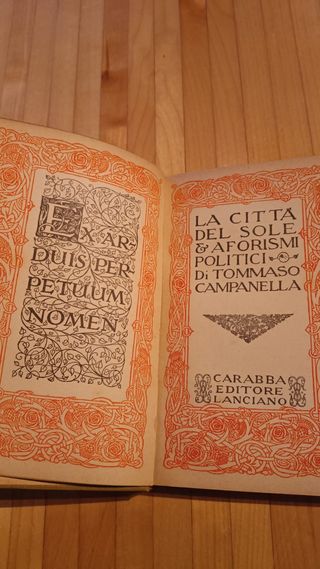 EX AR-
DUIS PER
PETUUM
NOMEN
LA CITTÀ
DEL SOLE
& AFORISMI
POLITICI
Di TOMMASO
CAMPANELLA
CARABBA
EDITORE
LANCIANO